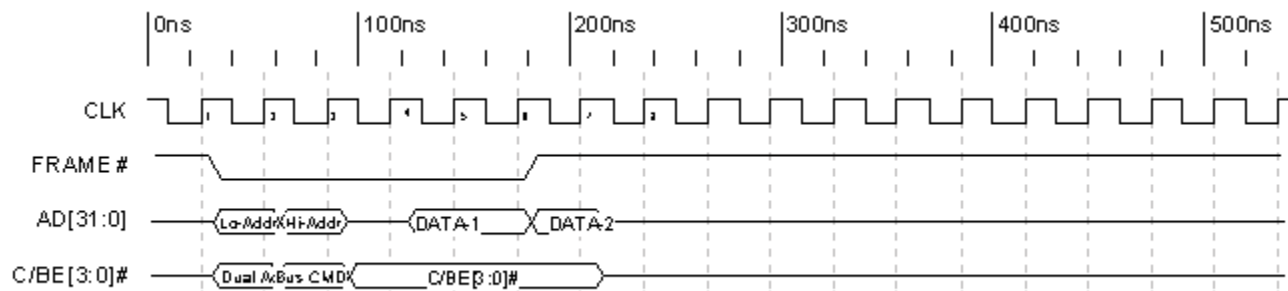 0ns 100ns 200ns 300ns 400ns 500ns
CLK 1 2 3 4 5 6 7 8
FRAME#
AD[31:0] Lo-Addr Hi-Addr DATA-1 DATA-2
C/BE[3:0]# Dual Ad Bus CMD C/BE[3:0]#